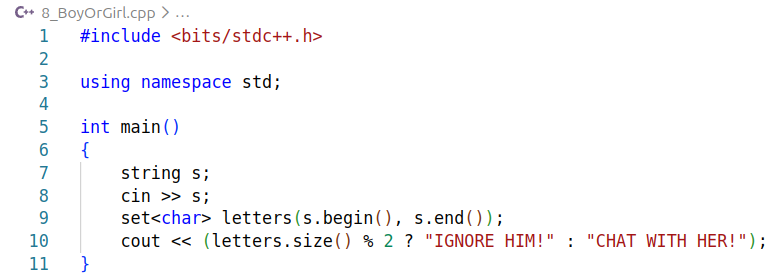 C++ 8_BoyOrGirl.cpp > ...
1 #include <bits/stdc++.h>
2
3 using namespace std;
4
5 int main()
6 {
7     string s;
8     cin >> s;
9     set<char> letters(s.begin(), s.end());
10     cout << (letters.size() % 2 ? "IGNORE HIM!" : "CHAT WITH HER!");
11 }